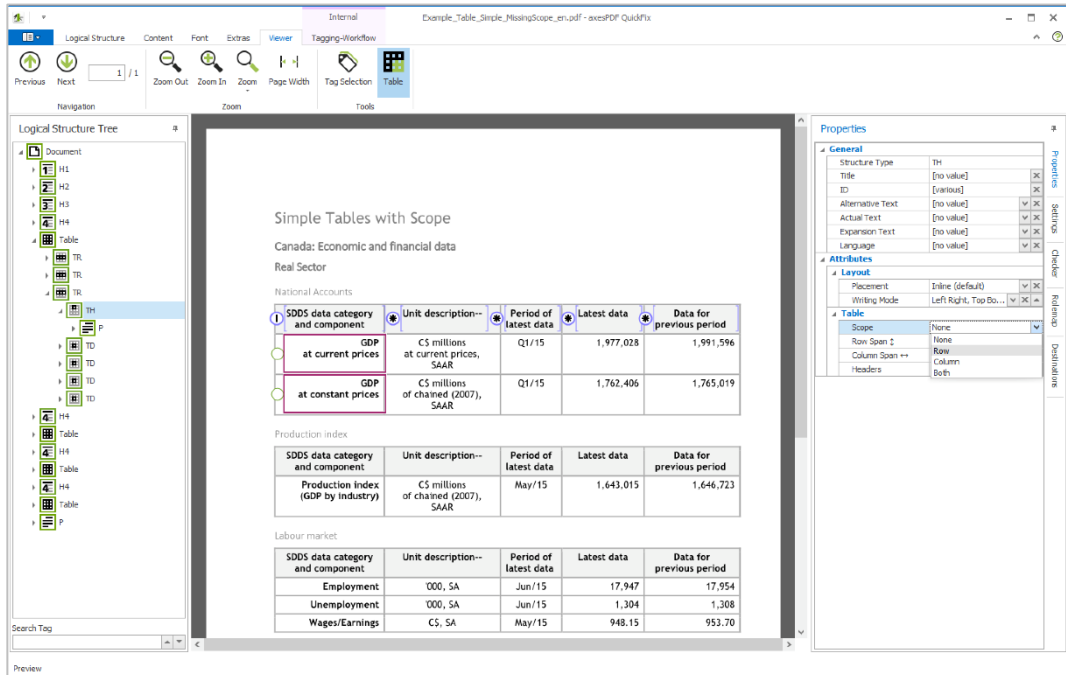 Internal
Example_Table_Simple_MissingScope_en.pdf - axesPDF QuickFix
Logical Structure Content Font Extras Viewer Tagging-Workflow
1 / 1
Previous Next Zoom Out Zoom In Zoom Page Width Tag Selection Table
Navigation Zoom Tools
Logical Structure Tree
Document
H1
H2
H3
H4
Table
TR
TR
TR
TH
P
TD
TD
TD
TD
H4
Table
H4
Table
H4
Table
P
Search Tag
Preview
Simple Tables with Scope
Canada: Economic and financial data
Real Sector
National Accounts
SDDS data category Unit description-- Period of Latest data Data for
and component latest data previous period
GDP C$ millions Q1/15 1,977,028 1,991,596
at current prices at current prices,
SAAR
GDP C$ millions Q1/15 1,762,406 1,765,019
at constant prices of chained (2007),
SAAR
Production index
SDDS data category Unit description-- Period of Latest data Data for
and component latest data previous period
Production index C$ millions May/15 1,643,015 1,646,723
(GDP by industry) of chained (2007),
SAAR
Labour market
SDDS data category Unit description-- Period of Latest data Data for
and component latest data previous period
Employment '000, SA Jun/15 17,947 17,954
Unemployment '000, SA Jun/15 1,304 1,308
Wages/Earnings C$, SA May/15 948.15 953.70
Properties
General
Structure Type TH
Title [no value]
ID [various]
Alternative Text [no value]
Actual Text [no value]
Expansion Text [no value]
Language [no value]
Attributes
Layout
Placement Inline (default)
Writing Mode Left Right, Top Bo...
Table
Scope None
Row Span None
Row
Column Span Column
Headers Both
Properties
Settings
Checker
Rolemap
Destinations